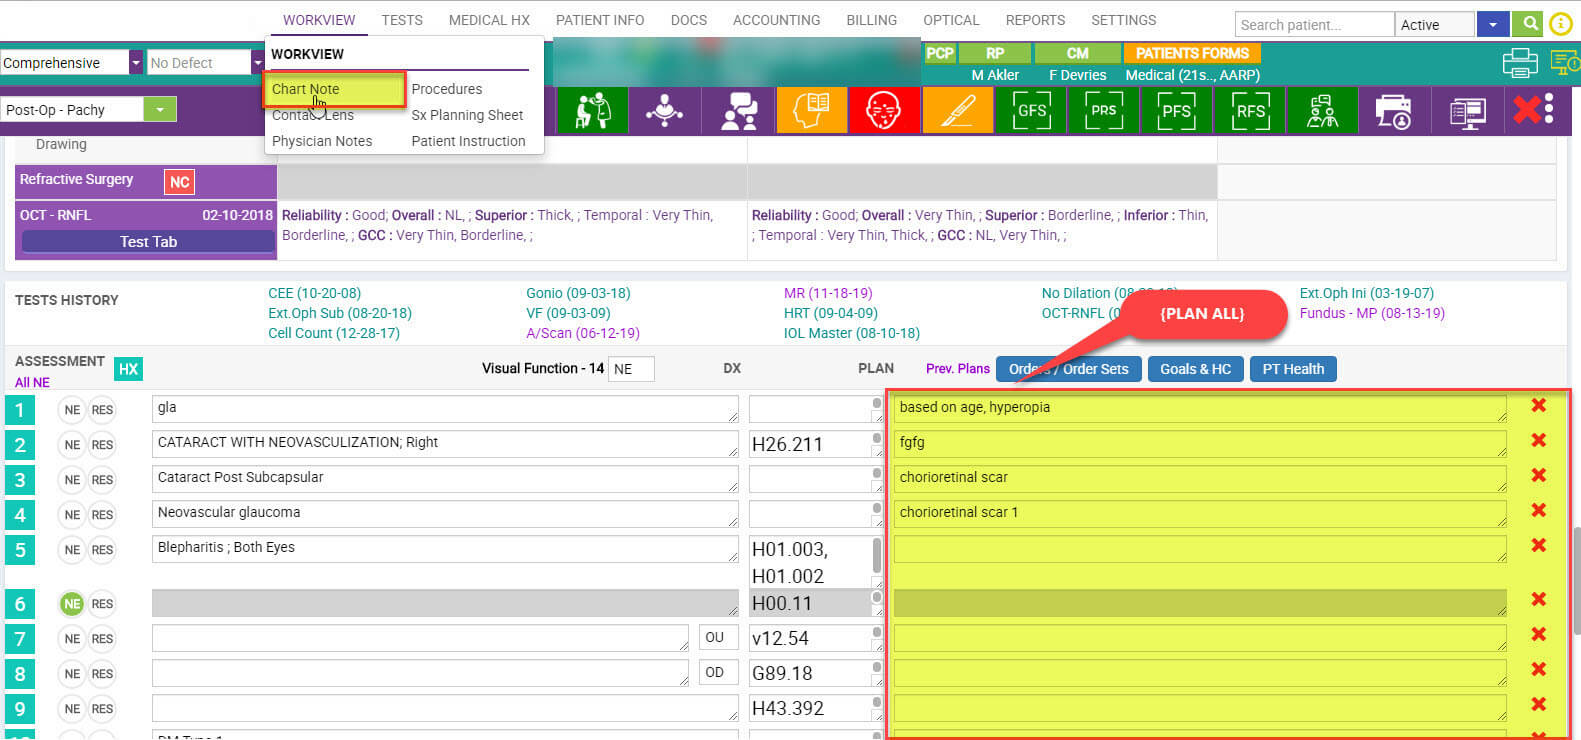 WORKVIEW TESTS MEDICAL HX PATIENT INFO DOCS ACCOUNTING BILLING OPTICAL REPORTS SETTINGS Search patient... Active
WORKVIEW
Chart Note Procedures
Contact Lens Sx Planning Sheet
Physician Notes Patient Instruction
Comprehensive No Defect
PCP RP CM PATIENTS FORMS
M Akler F Devries Medical (21s.., AARP)
Post-Op - Pachy
GFS PRS PFS RFS
Drawing
Refractive Surgery NC
OCT - RNFL 02-10-2018
Test Tab
Reliability : Good; Overall : NL, ; Superior : Thick, ; Temporal : Very Thin,
Borderline, ; GCC : Very Thin, Borderline, ;
Reliability : Good; Overall : Very Thin, ; Superior : Borderline, ; Inferior : Thin,
; Temporal : Very Thin, Thick, ; GCC : NL, Very Thin, ;
TESTS HISTORY
CEE (10-20-08) Gonio (09-03-18) MR (11-18-19) No Dilation Ext.Oph Ini (03-19-07)
Ext.Oph Sub (08-20-18) VF (09-03-09) HRT (09-04-09) OCT-RNFL Fundus - MP (08-13-19)
Cell Count (12-28-17) A/Scan (06-12-19) IOL Master (08-10-18)
{PLAN ALL}
ASSESSMENT HX Visual Function - 14 NE DX PLAN Prev. Plans Orders / Order Sets Goals & HC PT Health
All NE
1 NE RES gla based on age, hyperopia
2 NE RES CATARACT WITH NEOVASCULIZATION; Right H26.211 fgfg
3 NE RES Cataract Post Subcapsular chorioretinal scar
4 NE RES Neovascular glaucoma chorioretinal scar 1
5 NE RES Blepharitis ; Both Eyes H01.003,
H01.002
6 NE RES H00.11
7 NE RES OU v12.54
8 NE RES OD G89.18
9 NE RES H43.392